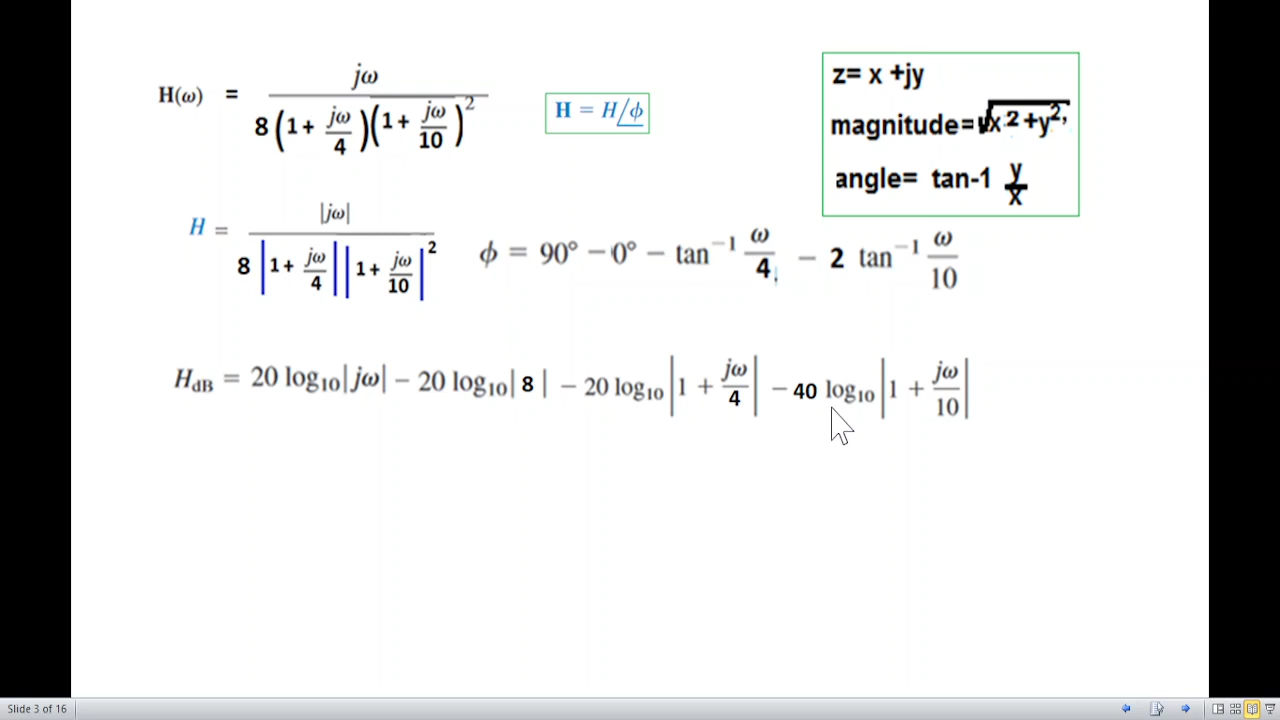 H(ω) = jω / 8(1+ jω/4)(1+ jω/10)²
H = H∠ϕ
z= x +jy
magnitude=√x2+y2,
angle= tan-1 y/x
H = |jω| / 8|1+ jω/4||1+ jω/10|²
ϕ = 90° − 0° − tan⁻¹ ω/4, − 2 tan⁻¹ ω/10
HdB = 20 log10|jω| − 20 log10|8| − 20 log10|1 + jω/4| − 40 log10|1 + jω/10|
Slide 3 of 16